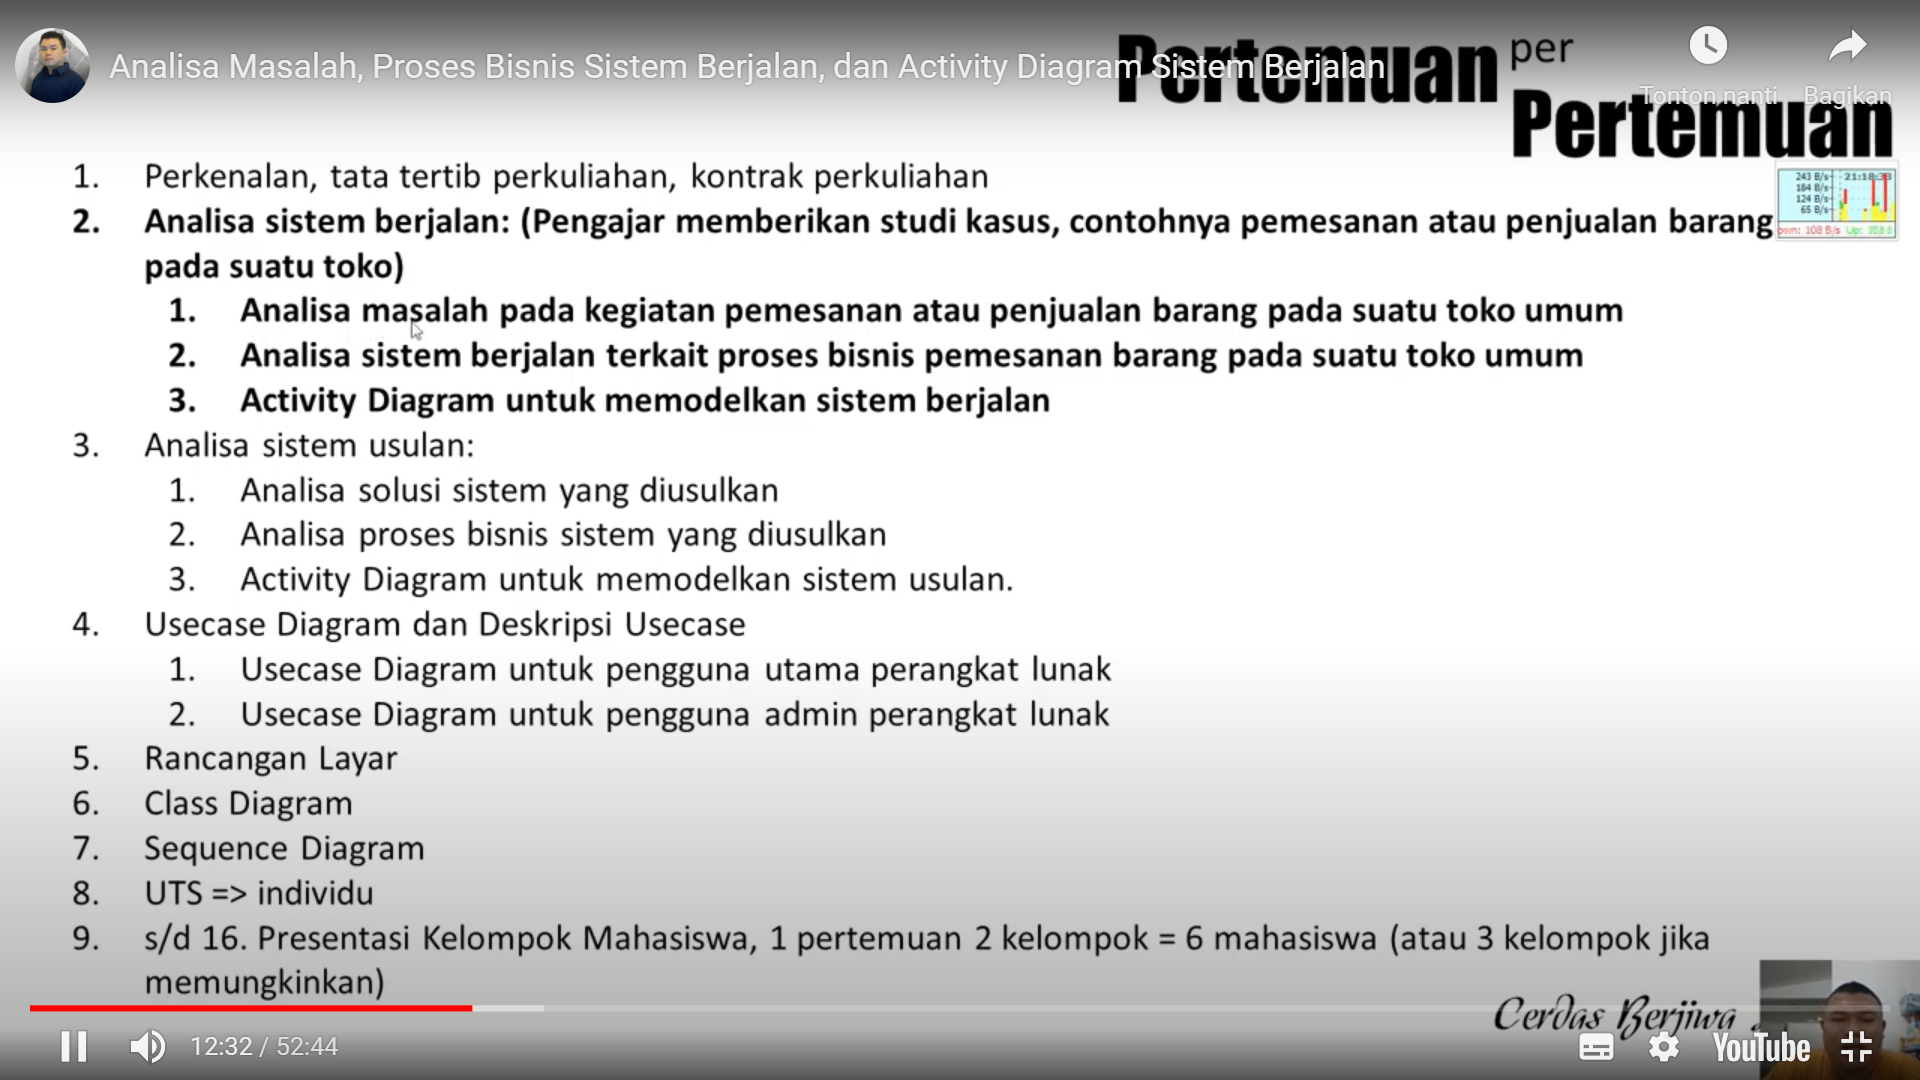 Analisa Masalah, Proses Bisnis Sistem Berjalan, dan Activity Diagram Sistem Berjalan
Pertemuan per
Pertemuan
Tonton nanti
Bagikan
1. Perkenalan, tata tertib perkuliahan, kontrak perkuliahan
2. Analisa sistem berjalan: (Pengajar memberikan studi kasus, contohnya pemesanan atau penjualan barang
pada suatu toko)
1. Analisa masalah pada kegiatan pemesanan atau penjualan barang pada suatu toko umum
2. Analisa sistem berjalan terkait proses bisnis pemesanan barang pada suatu toko umum
3. Activity Diagram untuk memodelkan sistem berjalan
3. Analisa sistem usulan:
1. Analisa solusi sistem yang diusulkan
2. Analisa proses bisnis sistem yang diusulkan
3. Activity Diagram untuk memodelkan sistem usulan.
4. Usecase Diagram dan Deskripsi Usecase
1. Usecase Diagram untuk pengguna utama perangkat lunak
2. Usecase Diagram untuk pengguna admin perangkat lunak
5. Rancangan Layar
6. Class Diagram
7. Sequence Diagram
8. UTS => individu
9. s/d 16. Presentasi Kelompok Mahasiswa, 1 pertemuan 2 kelompok = 6 mahasiswa (atau 3 kelompok jika
memungkinkan)
243 B/s
184 B/s
124 B/s
65 B/s
108 B/s
Up:
Cerdas Berjiwa
12:32 / 52:44
YouTube